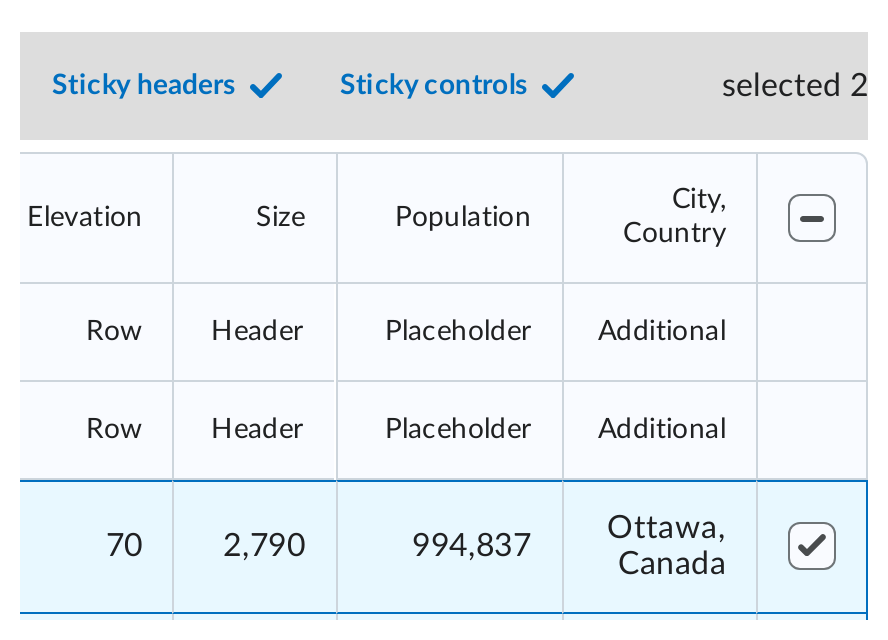 Sticky headers Sticky controls selected 2
Elevation Size Population City,
Country
Row Header Placeholder Additional
Row Header Placeholder Additional
70 2,790 994,837 Ottawa,
Canada